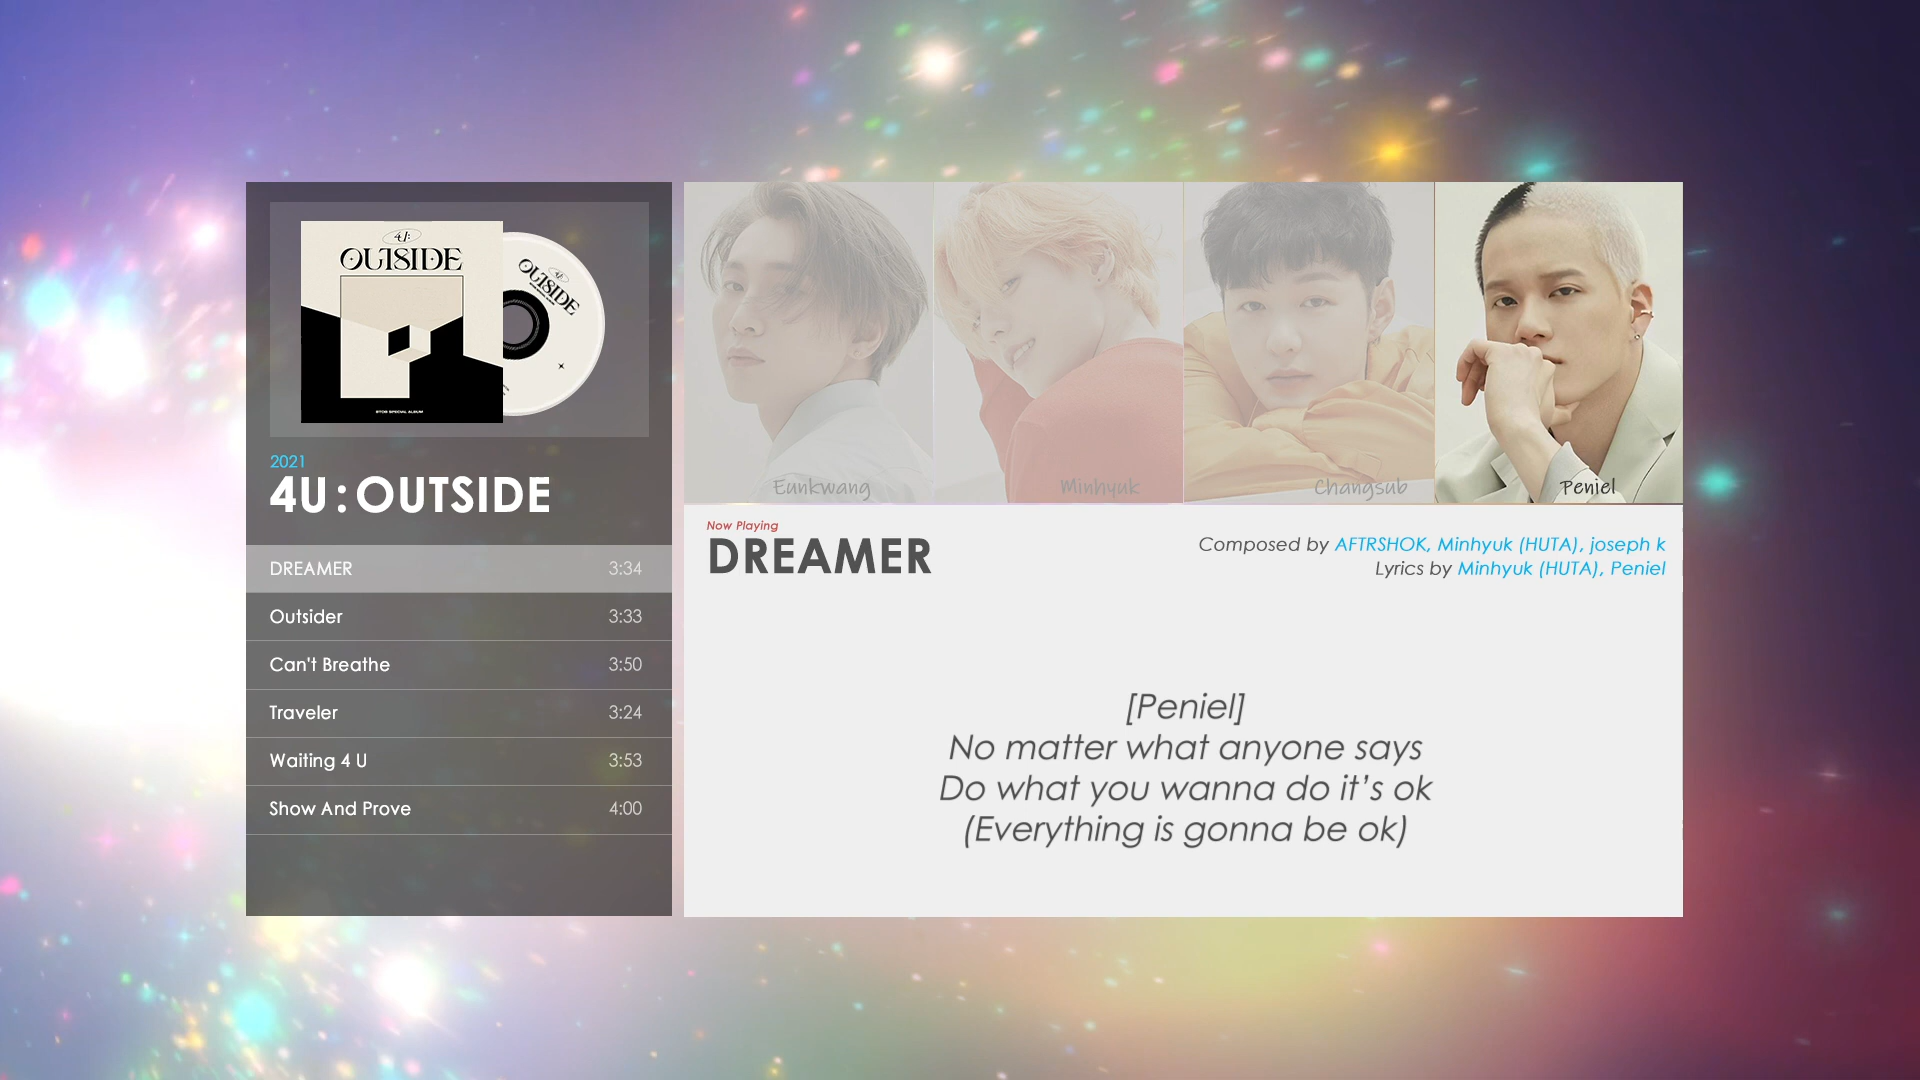 4U:
OUTSIDE
BTOB SPECIAL ALBUM
4U:
OUTSIDE
2021
4U : OUTSIDE
DREAMER 3:34
Outsider 3:33
Can't Breathe 3:50
Traveler 3:24
Waiting 4 U 3:53
Show And Prove 4:00
Eunkwang
Minhyuk
Changsub
Peniel
Now Playing
DREAMER
Composed by AFTRSHOK, Minhyuk (HUTA), joseph k
Lyrics by Minhyuk (HUTA), Peniel
[Peniel]
No matter what anyone says
Do what you wanna do it’s ok
(Everything is gonna be ok)